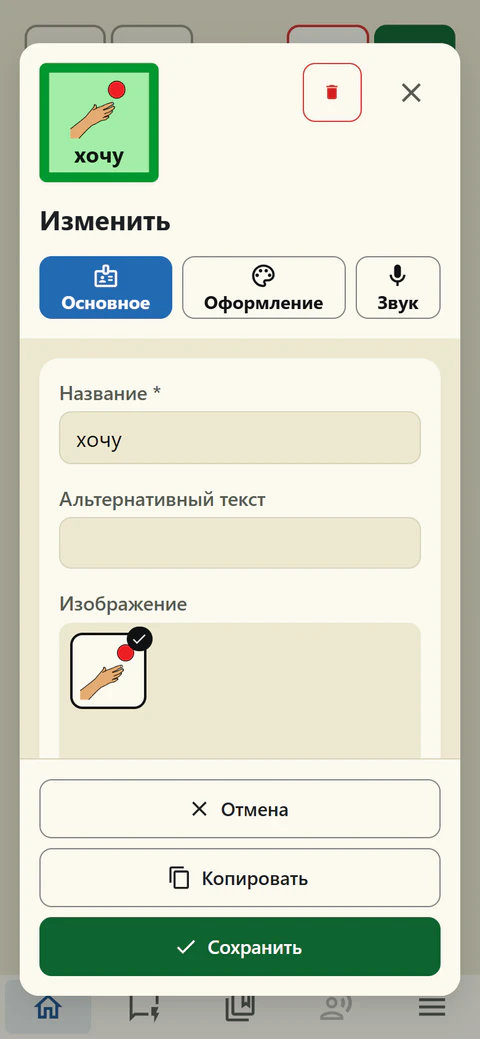 хочу
Изменить
Основное
Оформление
Звук
Название *
хочу
Альтернативный текст
Изображение
Отмена
Копировать
Сохранить